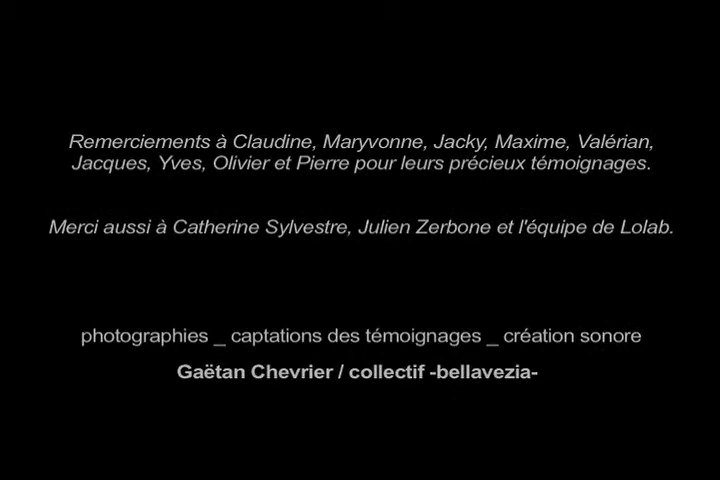 Remerciements à Claudine, Maryvonne, Jacky, Maxime, Valérian,
Jacques, Yves, Olivier et Pierre pour leurs précieux témoignages.
Merci aussi à Catherine Sylvestre, Julien Zerbone et l'équipe de Lolab.
photographies _ captations des témoignages _ création sonore
Gaëtan Chevrier / collectif -bellavezia-